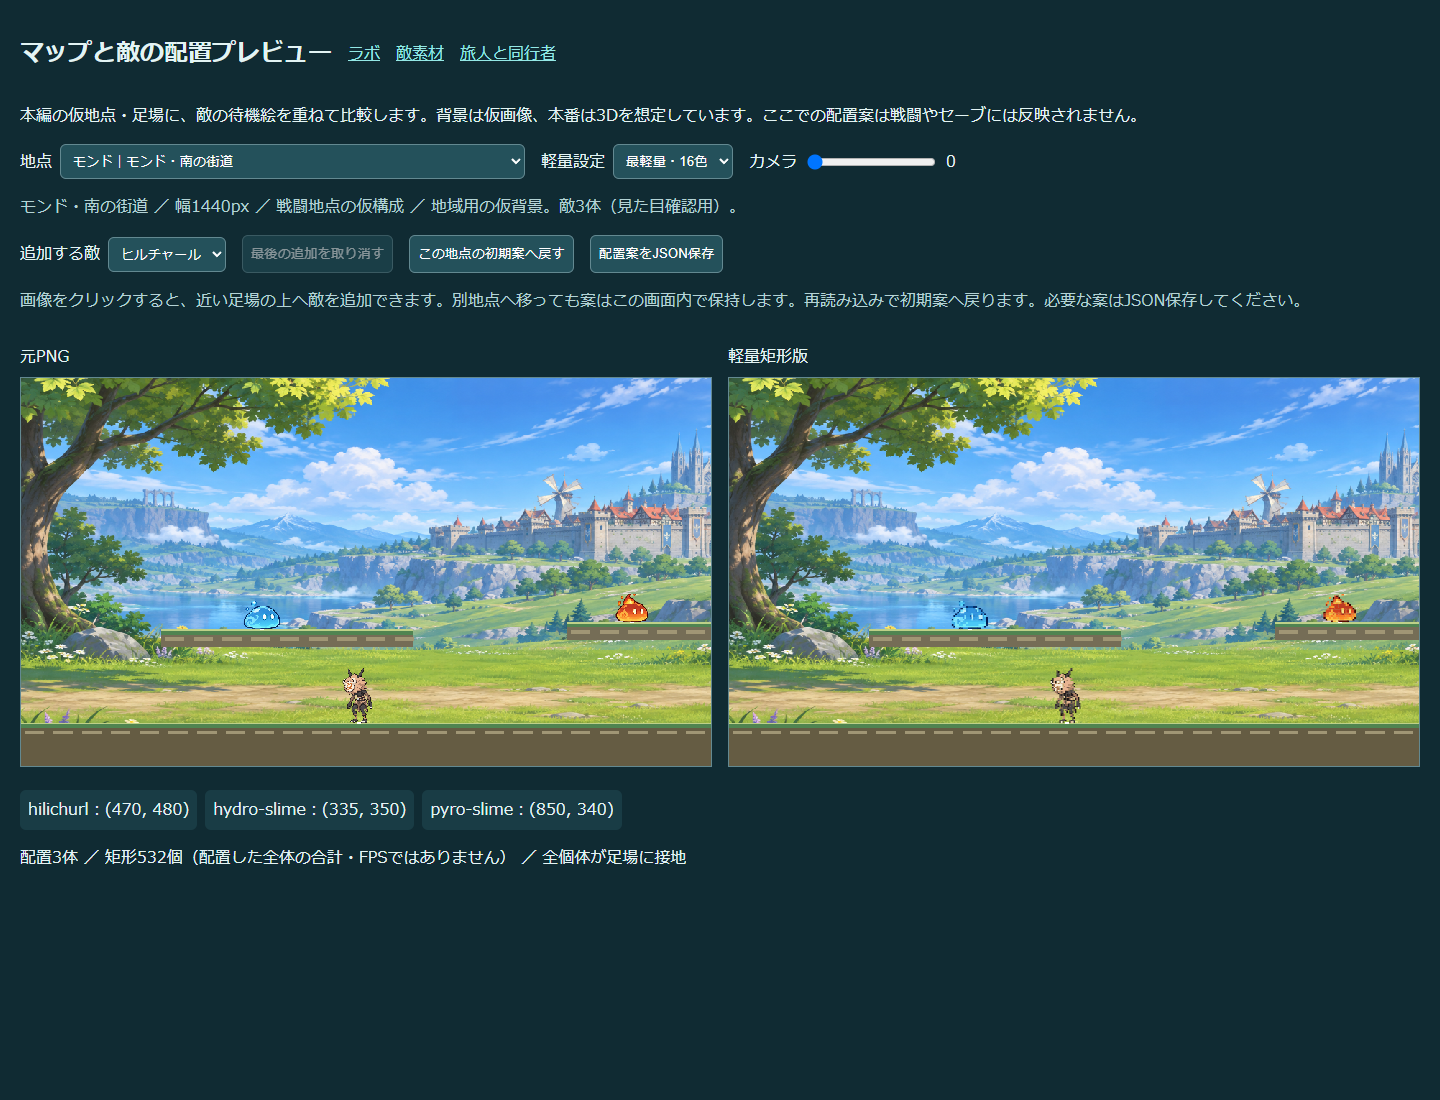 マップと敵の配置プレビュー ラボ 敵素材 旅人と同行者
本編の仮地点・足場に、敵の待機絵を重ねて比較します。背景は仮画像、本番は3Dを想定しています。ここでの配置案は戦闘やセーブには反映されません。
地点 モンド | モンド・南の街道 軽量設定 最軽量・16色 カメラ 0
モンド・南の街道 ／ 幅1440px ／ 戦闘地点の仮構成 ／ 地域用の仮背景。敵3体（見た目確認用）。
追加する敵 ヒルチャール 最後の追加を取り消す この地点の初期案へ戻す 配置案をJSON保存
画像をクリックすると、近い足場の上へ敵を追加できます。別地点へ移っても案はこの画面内で保持します。再読み込みで初期案へ戻ります。必要な案はJSON保存してください。
元PNG 軽量矩形版
hilichurl : (470, 480) hydro-slime : (335, 350) pyro-slime : (850, 340)
配置3体 ／ 矩形532個（配置した全体の合計・FPSではありません） ／ 全個体が足場に接地